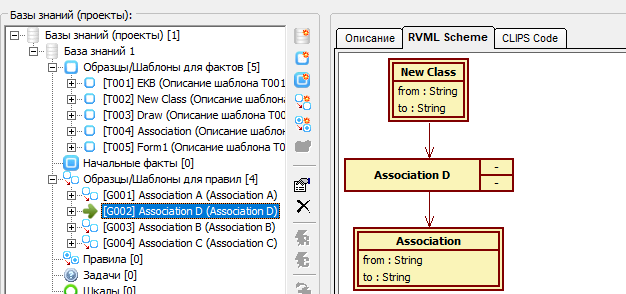 Базы знаний (проекты):
Базы знаний (проекты) [1]
База знаний 1
Образцы/Шаблоны для фактов [5]
[T001] EKB (Описание шаблона T001
[T002] New Class (Описание шаблона T00
[T003] Draw (Описание шаблона T00
[T004] Association (Описание шаблона T0
[T005] Form1 (Описание шаблона T00
Начальные факты [0]
Образцы/Шаблоны для правил [4]
[G001] Association A (Association A)
[G002] Association D (Association D)
[G003] Association B (Association B)
[G004] Association C (Association C)
Правила [0]
Задачи [0]
Шкалы [0]
Описание
RVML Scheme
CLIPS Code
New Class
from : String
to : String
Association D
-
-
Association
from : String
to : String